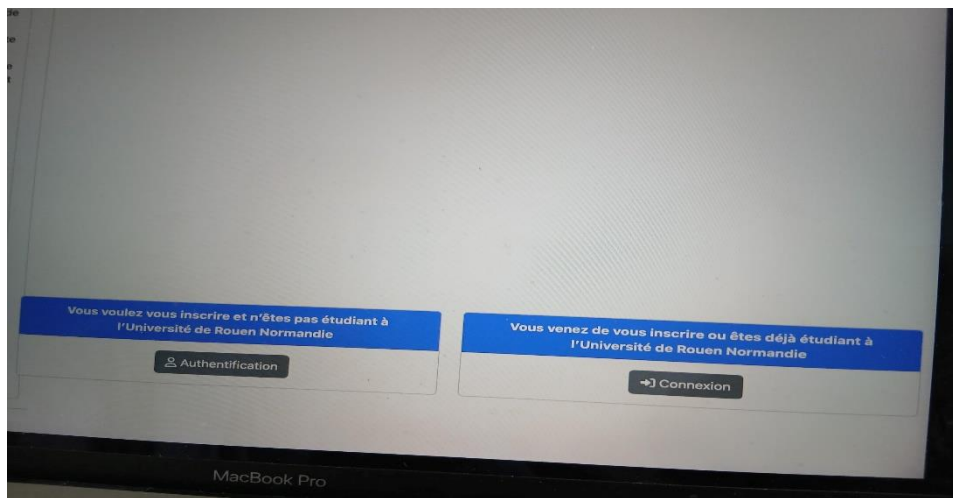 Vous voulez vous inscrire et n'êtes pas étudiant à
l'Université de Rouen Normandie
Authentification
Vous venez de vous inscrire ou êtes déjà étudiant à
l'Université de Rouen Normandie
Connexion
MacBook Pro